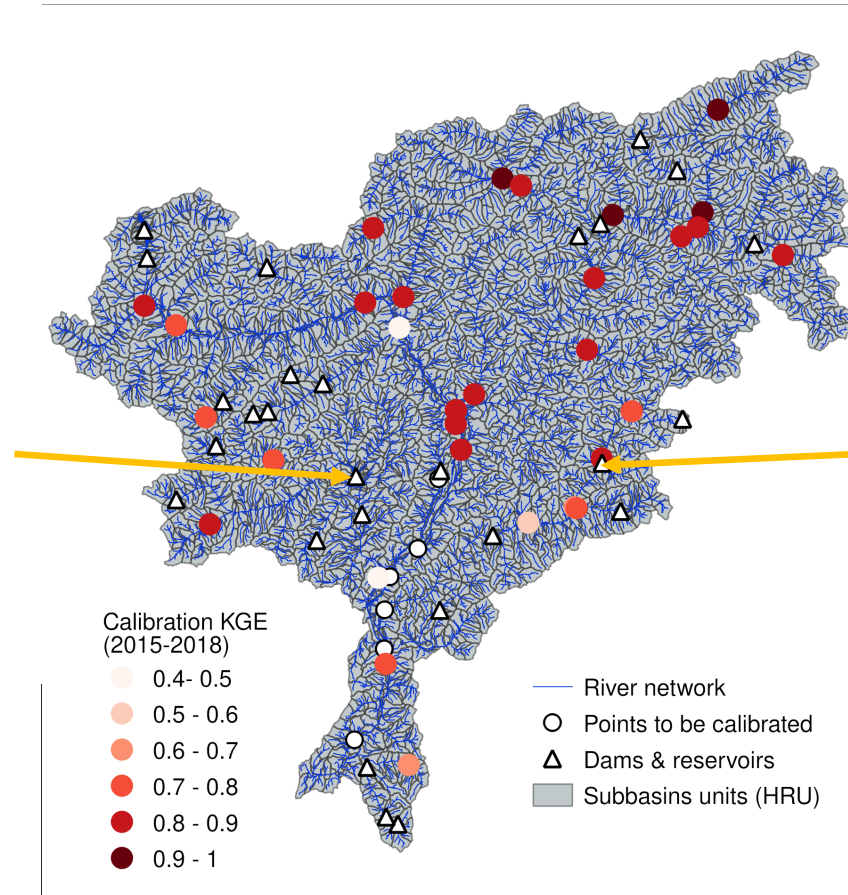 Calibration KGE
(2015-2018)
0.4- 0.5
0.5 - 0.6
0.6 - 0.7
0.7 - 0.8
0.8 - 0.9
0.9 - 1
River network
Points to be calibrated
Dams & reservoirs
Subbasins units (HRU)